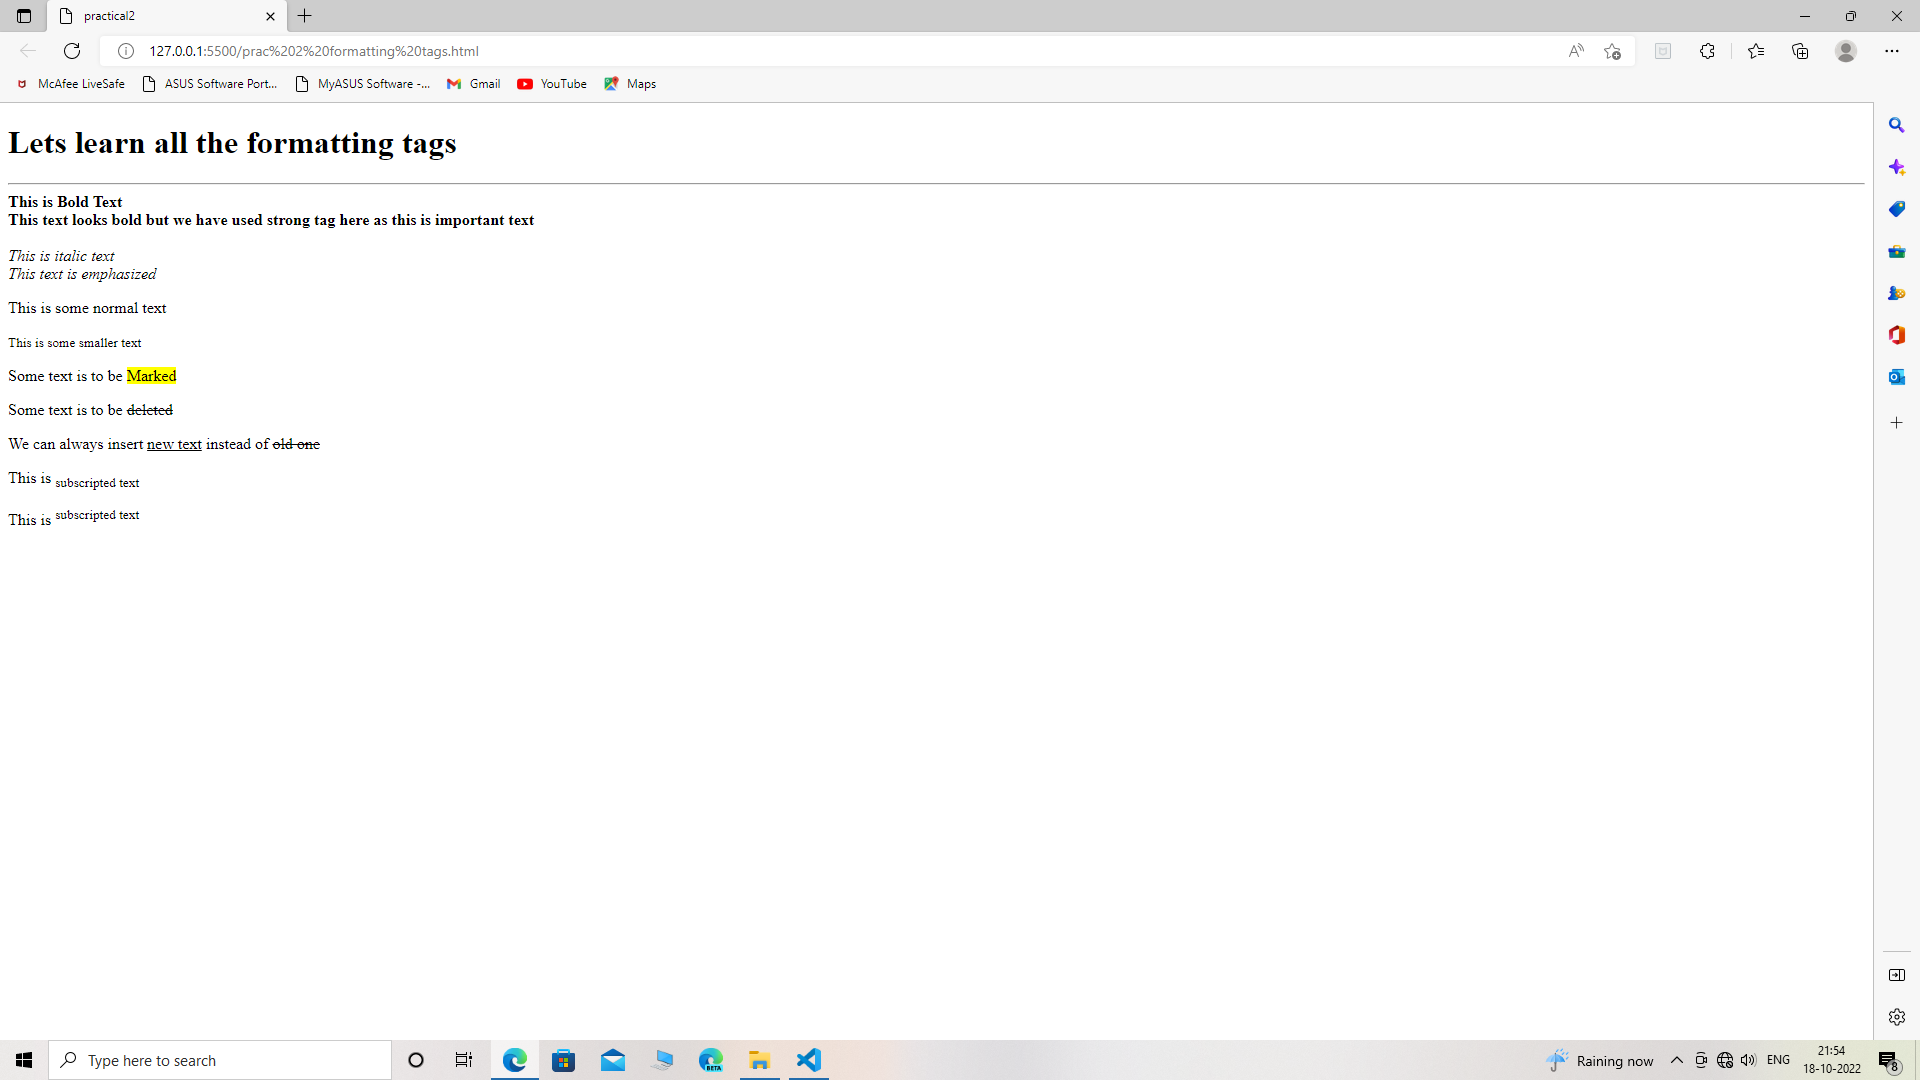 practical2
127.0.0.1:5500/prac%202%20formatting%20tags.html
McAfee LiveSafe
ASUS Software Port...
MyASUS Software -...
Gmail
YouTube
Maps
Lets learn all the formatting tags
This is Bold Text
This text looks bold but we have used strong tag here as this is important text
This is italic text
This text is emphasized
This is some normal text
This is some smaller text
Some text is to be Marked
Some text is to be deleted
We can always insert new text instead of old one
This is subscripted text
This is subscripted text
Type here to search
BETA
Raining now
ENG
21:54
18-10-2022
8